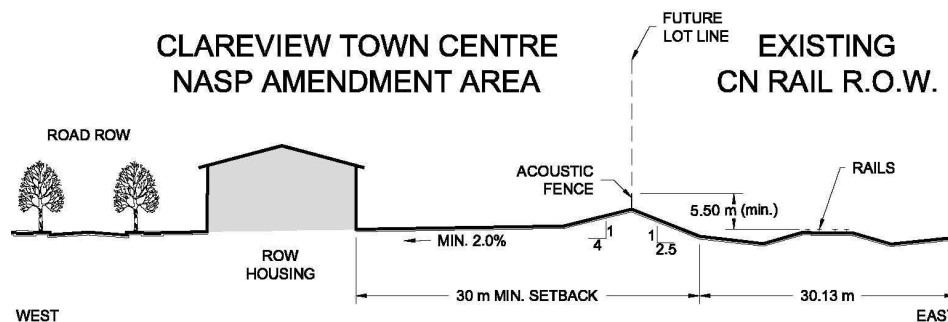 CLAREVIEW TOWN CENTRE
NASP AMENDMENT AREA
FUTURE
LOT LINE
EXISTING
CN RAIL R.O.W.
ROAD ROW
ACOUSTIC
FENCE
RAILS
5.50 m (min.)
MIN. 2.0%
1
4
1
2.5
ROW
HOUSING
30 m MIN. SETBACK
30.13 m
WEST
EAST